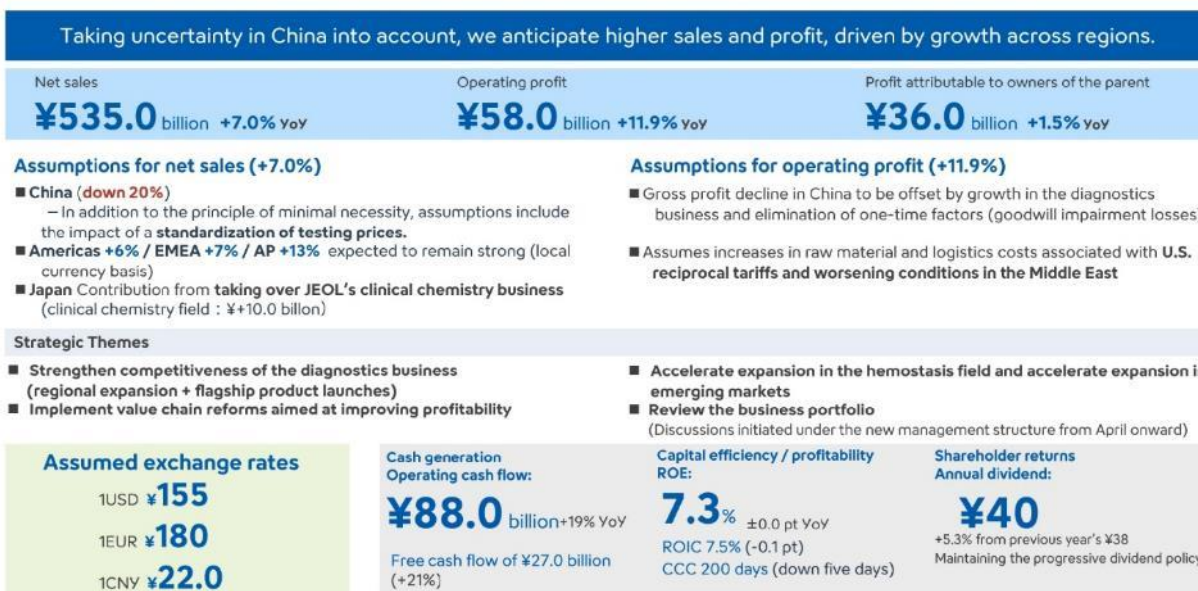 Taking uncertainty in China into account, we anticipate higher sales and profit, driven by growth across regions.
Net sales
¥535.0 billion +7.0% YoY
Operating profit
¥58.0 billion +11.9% YoY
Profit attributable to owners of the parent
¥36.0 billion +1.5% YoY
Assumptions for net sales (+7.0%)
■ China (down 20%)
– In addition to the principle of minimal necessity, assumptions include
the impact of a standardization of testing prices.
■ Americas +6% / EMEA +7% / AP +13% expected to remain strong (local
currency basis)
■ Japan Contribution from taking over JEOL's clinical chemistry business
(clinical chemistry field : ¥+10.0 billon)
Assumptions for operating profit (+11.9%)
■ Gross profit decline in China to be offset by growth in the diagnostics
business and elimination of one-time factors (goodwill impairment losses)
■ Assumes increases in raw material and logistics costs associated with U.S.
reciprocal tariffs and worsening conditions in the Middle East
Strategic Themes
■ Strengthen competitiveness of the diagnostics business
(regional expansion + flagship product launches)
■ Implement value chain reforms aimed at improving profitability
■ Accelerate expansion in the hemostasis field and accelerate expansion i
emerging markets
■ Review the business portfolio
(Discussions initiated under the new management structure from April onward)
Assumed exchange rates
1USD ¥155
1EUR ¥180
1CNY ¥22.0
Cash generation
Operating cash flow:
¥88.0 billion+19% YoY
Free cash flow of ¥27.0 billion
(+21%)
Capital efficiency / profitability
ROE:
7.3% ±0.0 pt YoY
ROIC 7.5% (-0.1 pt)
CCC 200 days (down five days)
Shareholder returns
Annual dividend:
¥40
+5.3% from previous year's ¥38
Maintaining the progressive dividend policy